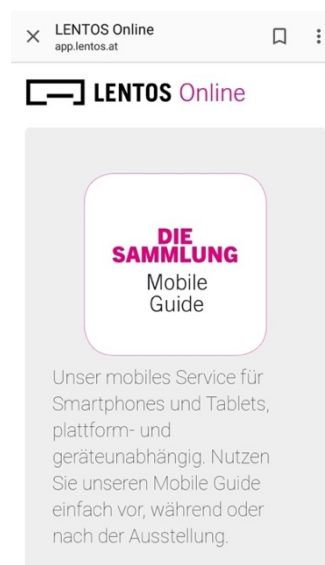 LENTOS Online
app.lentos.at
LENTOS Online
DIE
SAMMLUNG
Mobile
Guide
Unser mobiles Service für
Smartphones und Tablets,
plattform- und
geräteunabhängig. Nutzen
Sie unseren Mobile Guide
einfach vor, während oder
nach der Ausstellung.